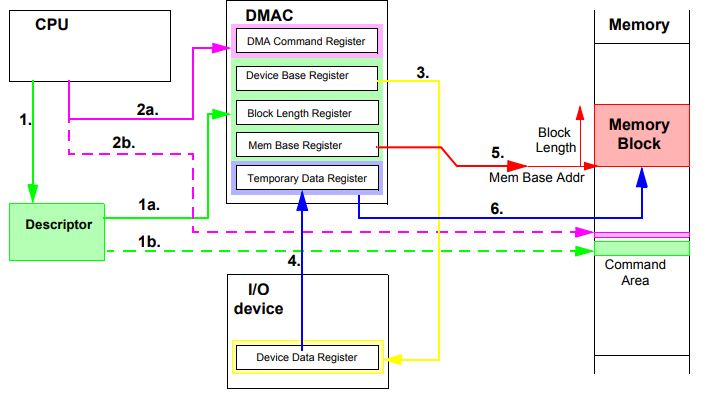 CPU
DMAC
Memory
DMA Command Register
Device Base Register
3.
1.
2a.
Block Length Register
Block
Length
Memory
Block
2b.
Mem Base Register
5.
Mem Base Addr
Temporary Data Register
1a.
6.
Descriptor
1b.
4.
Command
Area
I/O
device
Device Data Register